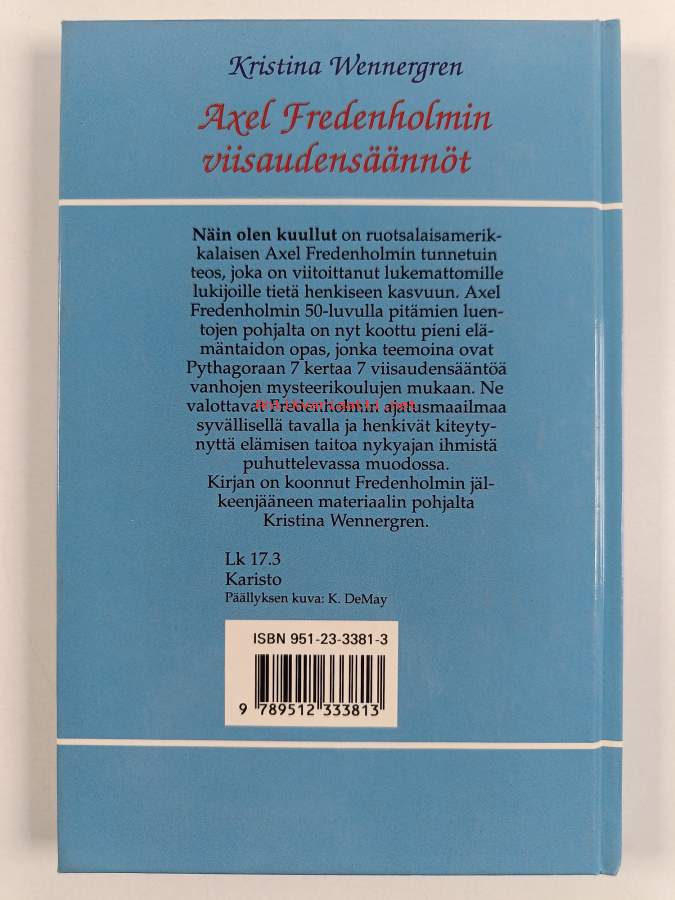 Kristina Wennergren
Axel Fredenholmin
viisaudensäännöt
Näin olen kuullut on ruotsalaisamerik-
kalaisen Axel Fredenholmin tunnetuin
teos, joka on viitoittanut lukemattomille
lukijoille tietä henkiseen kasvuun. Axel
Fredenholmin 50-luvulla pitämien luen-
tojen pohjalta on nyt koottu pieni elä-
mäntaidon opas, jonka teemoina ovat
Pythagoraan 7 kertaa 7 viisaudensääntöä
vanhojen mysteerikoulujen mukaan. Ne
valottavat Fredenholmin ajatusmaailmaa
syvällisellä tavalla ja henkivät kiteyty-
nyttä elämisen taitoa nykyajan ihmistä
puhuttelevassa muodossa.
Kirjan on koonnut Fredenholmin jäl-
keenjääneen materiaalin pohjalta
Kristina Wennergren.
Lk 17.3
Karisto
Päällyksen kuva: K. DeMay
ISBN 951-23-3381-3
9 789512 333813